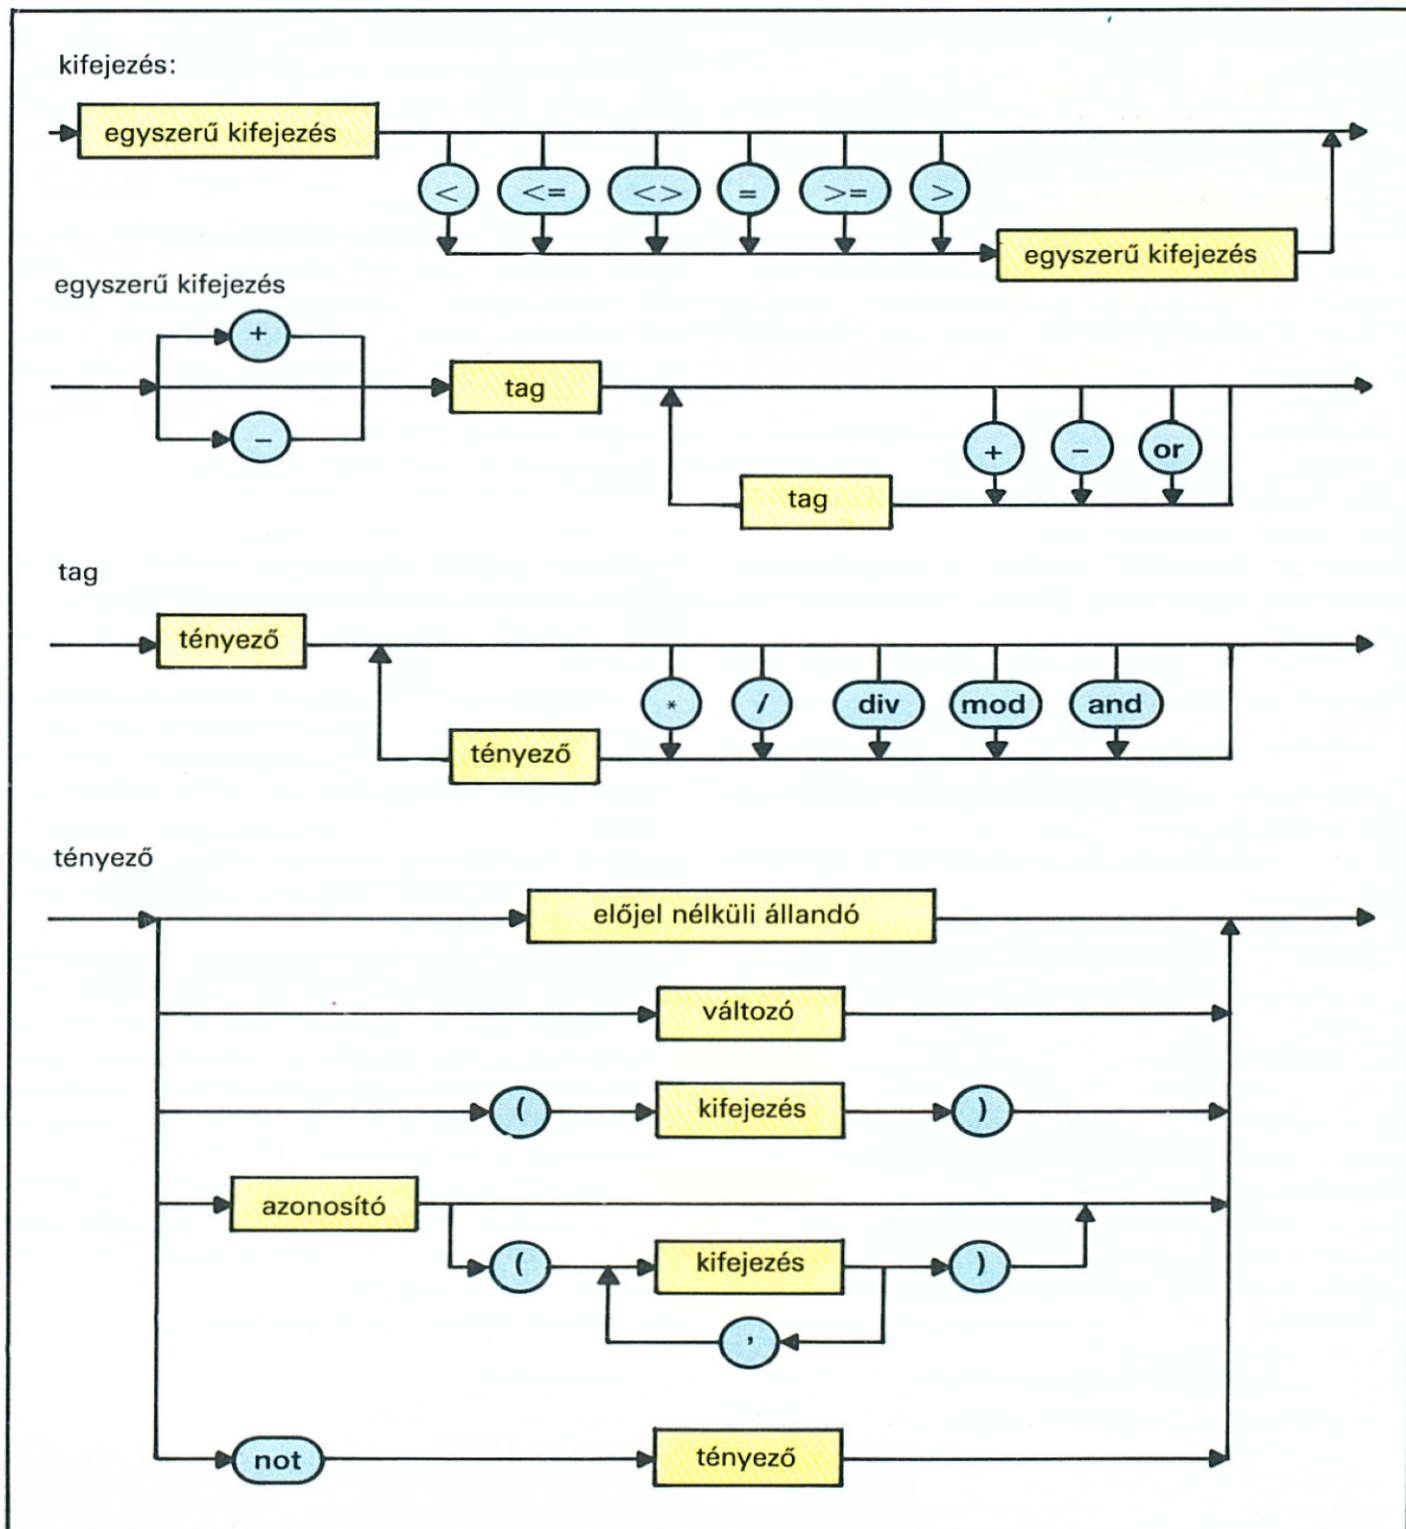 kifejezés:
egyszerű kifejezés
< <= <> = >= >
egyszerű kifejezés
egyszerű kifejezés
+
tag
−
+ − or
tag
tag
tényező
* / div mod and
tényező
tényező
előjel nélküli állandó
változó
( kifejezés )
azonosító
( kifejezés )
,
not tényező